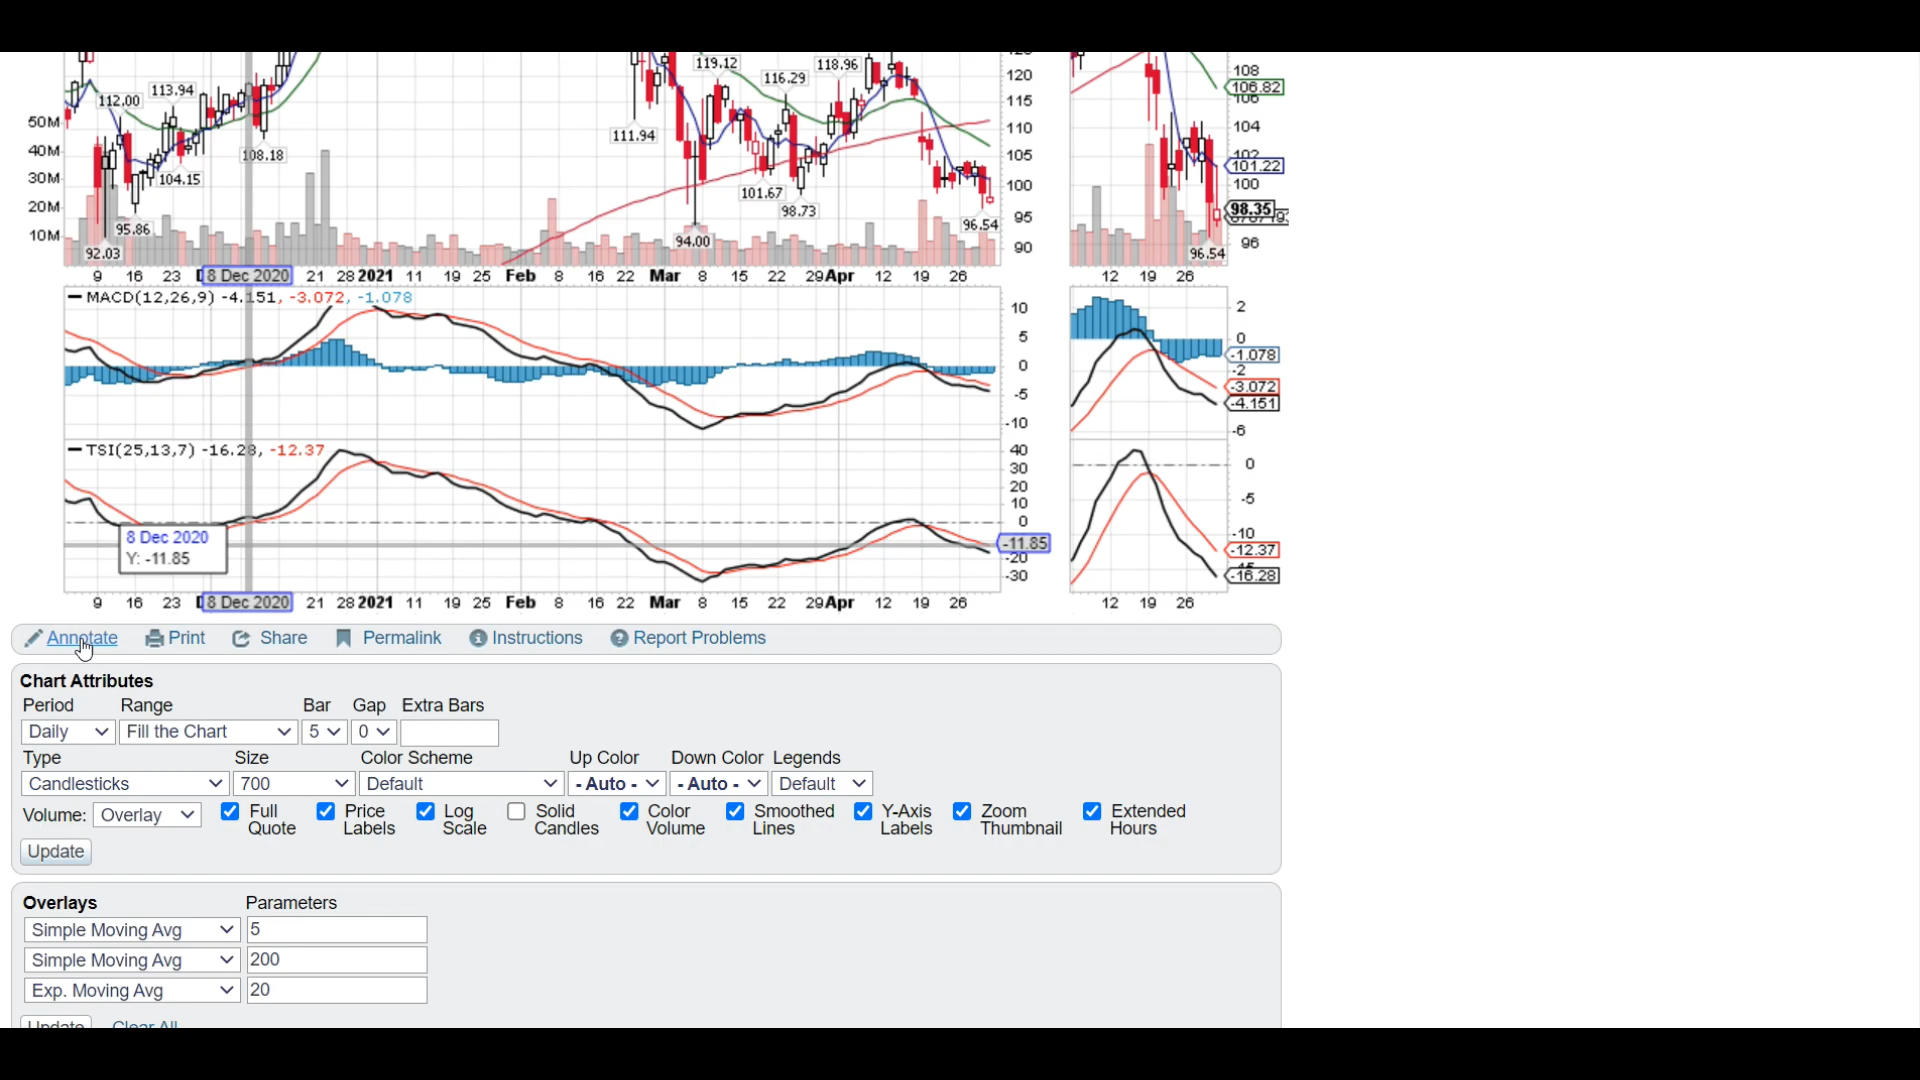 119.12
118.96
113.94
112.00
116.29
111.94
108.18
104.15
101.67
98.73
95.86
96.54
94.00
92.03
50M
40M
30M
20M
10M
120
115
110
105
100
95
90
108
106.82
106
104
102
101.22
100
98.35
96
96.54
9 16 23 8 Dec 2020 21 28 2021 11 19 25 Feb 8 16 22 Mar 8 15 22 29 Apr 12 19 26
12 19 26
MACD(12,26,9) -4.151, -3.072, -1.078
10
5
0
-5
-10
2
0
-1.078
-2
-3.072
-4.151
-6
TSI(25,13,7) -16.28, -12.37
40
30
20
10
0
-11.85
-20
-30
0
-5
-10
-12.37
-16.28
8 Dec 2020
Y: -11.85
9 16 23 8 Dec 2020 21 28 2021 11 19 25 Feb 8 16 22 Mar 8 15 22 29 Apr 12 19 26
12 19 26
Annotate Print Share Permalink Instructions Report Problems
Chart Attributes
Period Range Bar Gap Extra Bars
Daily Fill the Chart 5 0
Type Size Color Scheme Up Color Down Color Legends
Candlesticks 700 Default - Auto - - Auto - Default
Volume: Overlay Full Quote Price Labels Log Scale Solid Candles Color Volume Smoothed Lines Y-Axis Labels Zoom Thumbnail Extended Hours
Update
Overlays Parameters
Simple Moving Avg 5
Simple Moving Avg 200
Exp. Moving Avg 20
Update Clear All